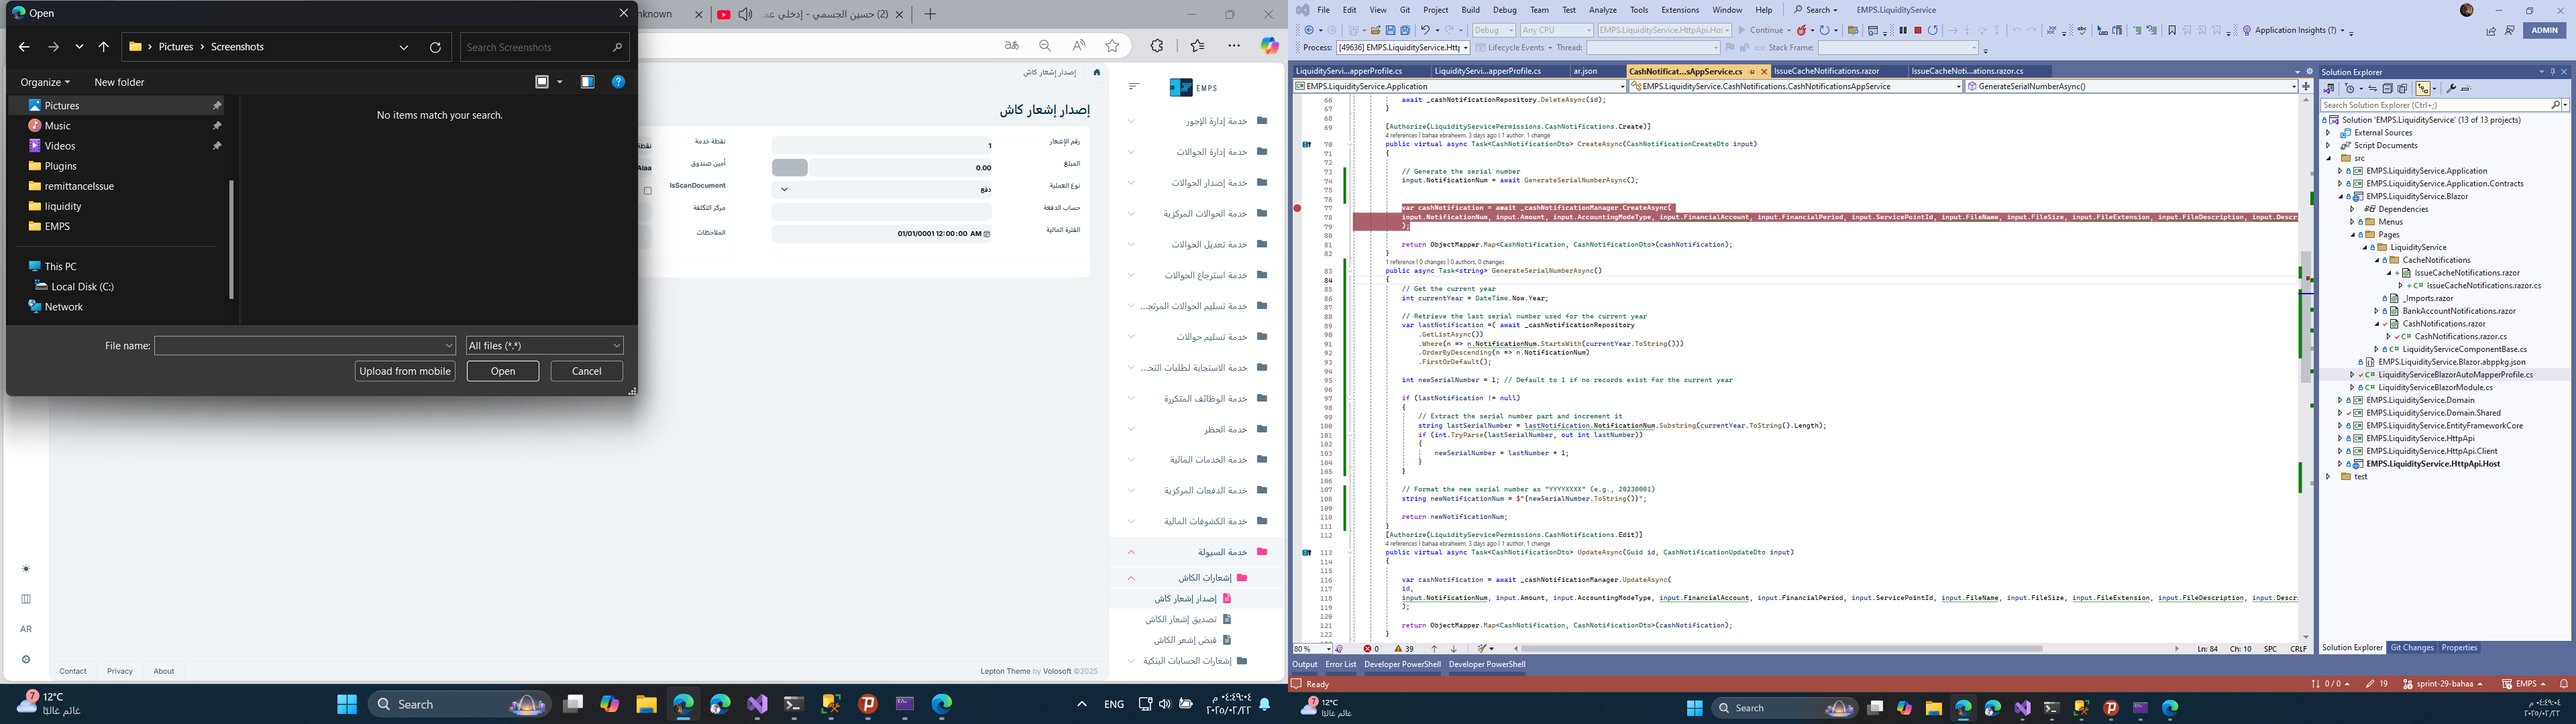 Open
Pictures > Screenshots
Search Screenshots
Organize
New folder
Pictures
Music
Videos
Plugins
remittanceIssue
liquidity
EMPS
This PC
Local Disk (C:)
Network
No items match your search.
File name:
All files (*.*)
Upload from mobile
Open
Cancel
nknown
(2) حسين الجسمي - إدخلي عم
إصدار إشعار كاش
EMPS
إصدار إشعار كاش
رقم الإشعار
1
نقطة خدمة
نقطة
المبلغ
0.00
أمين صندوق
Alaa
نوع العملية
دفع
IsScanDocument
حساب الدفعة
مركز التكلفة
الفترة المالية
01/01/0001 12:00:00 AM
الملاحظات
خدمة إدارة الإجور
خدمة إدارة الحوالات
خدمة إصدار الحوالات
خدمة الحوالات المركزية
خدمة تعديل الحوالات
خدمة استرجاع الحوالات
خدمة تسليم الحوالات المرتج...
خدمة تسليم حوالات
خدمة الاستجابة لطلبات التح...
خدمة الوظائف المتكررة
خدمة الحظر
خدمة الخدمات المالية
خدمة الدفعات المركزية
خدمة الكشوفات المالية
خدمة السيولة
إشعارات الكاش
إصدار إشعار كاش
تصديق إشعار الكاش
قبض إشعر الكاش
إشعارات الحسابات البنكية
AR
Contact
Privacy
About
Lepton Theme by Volosoft ©2025
7
12°C
غائم غالبًا
Search
ENG
٠٤:٤٩:٠٤ م
٢٠٢٥/٠٢/٢٢
File Edit View Git Project Build Debug Team Test Analyze Tools Extensions Window Help Search EMPS.LiquidityService
Debug Any CPU EMPS.LiquidityService.HttpApi.Hos Continue Application Insights (?) ADMIN
Process: [49636] EMPS.LiquidityService.Http Lifecycle Events Thread: Stack Frame:
LiquidityServi...apperProfile.cs
LiquidityServi...apperProfile.cs
ar.json
CashNotificat...sAppService.cs
IssueCacheNotifications.razor
IssueCacheNoti...ations.razor.cs
EMPS.LiquidityService.Application
EMPS.LiquidityService.CashNotifications.CashNotificationsAppService
GenerateSerialNumberAsync()
66 await _cashNotificationRepository.DeleteAsync(id);
67 }
68
69 [Authorize(LiquidityServicePermissions.CashNotifications.Create)]
4 references | bahaa ebraheem, 3 days ago | 1 author, 1 change
70 public virtual async Task<CashNotificationDto> CreateAsync(CashNotificationCreateDto input)
71 {
72
73 // Generate the serial number
74 input.NotificationNum = await GenerateSerialNumberAsync();
75
76
77 var cashNotification = await _cashNotificationManager.CreateAsync(
78 input.NotificationNum, input.Amount, input.AccountingModeType, input.FinancialAccount, input.FinancialPeriod, input.ServicePointId, input.FileName, input.FileSize, input.FileExtension, input.FileDescription, input.Descri
79 );
80
81 return ObjectMapper.Map<CashNotification, CashNotificationDto>(cashNotification);
82 }
1 reference | 0 changes | 0 authors, 0 changes
83 public async Task<string> GenerateSerialNumberAsync()
84 {
85 // Get the current year
86 int currentYear = DateTime.Now.Year;
87
88 // Retrieve the last serial number used for the current year
89 var lastNotification =( await _cashNotificationRepository
90 .GetListAsync())
91 .Where(n => n.NotificationNum.StartsWith(currentYear.ToString()))
92 .OrderByDescending(n => n.NotificationNum)
93 .FirstOrDefault();
94
95 int newSerialNumber = 1; // Default to 1 if no records exist for the current year
96
97 if (lastNotification != null)
98 {
99 // Extract the serial number part and increment it
100 string lastSerialNumber = lastNotification.NotificationNum.Substring(currentYear.ToString().Length);
101 if (int.TryParse(lastSerialNumber, out int lastNumber))
102 {
103 newSerialNumber = lastNumber + 1;
104 }
105 }
106
107 // Format the new serial number as "YYYYXXXX" (e.g., 20230001)
108 string newNotificationNum = $"{newSerialNumber.ToString()}";
109
110 return newNotificationNum;
111 }
112 [Authorize(LiquidityServicePermissions.CashNotifications.Edit)]
4 references | bahaa ebraheem, 3 days ago | 1 author, 1 change
113 public virtual async Task<CashNotificationDto> UpdateAsync(Guid id, CashNotificationUpdateDto input)
114 {
115
116 var cashNotification = await _cashNotificationManager.UpdateAsync(
117 id,
118 input.NotificationNum, input.Amount, input.AccountingModeType, input.FinancialAccount, input.FinancialPeriod, input.ServicePointId, input.FileName, input.FileSize, input.FileExtension, input.FileDescription, input.Descr
119 );
120
121 return ObjectMapper.Map<CashNotification, CashNotificationDto>(cashNotification);
122 }
80 % 0 39 Ln: 84 Ch: 10 SPC CRLF
Output Error List Developer PowerShell Developer PowerShell
Ready 0 / 0 19 sprint-29-bahaa EMPS
Solution Explorer
Search Solution Explorer (Ctrl+;)
Solution 'EMPS.LiquidityService' (13 of 13 projects)
External Sources
Script Documents
src
EMPS.LiquidityService.Application
EMPS.LiquidityService.Application.Contracts
EMPS.LiquidityService.Blazor
Dependencies
Menus
Pages
LiquidityService
CacheNotifications
IssueCacheNotifications.razor
IssueCacheNotifications.razor.cs
_Imports.razor
BankAccountNotifications.razor
CashNotifications.razor
CashNotifications.razor.cs
LiquidityServiceComponentBase.cs
EMPS.LiquidityService.Blazor.abppkg.json
LiquidityServiceBlazorAutoMapperProfile.cs
LiquidityServiceBlazorModule.cs
EMPS.LiquidityService.Domain
EMPS.LiquidityService.Domain.Shared
EMPS.LiquidityService.EntityFrameworkCore
EMPS.LiquidityService.HttpApi
EMPS.LiquidityService.HttpApi.Client
EMPS.LiquidityService.HttpApi.Host
test
Solution Explorer Git Changes Properties
7
12°C
غائم غالبًا
Search
٠٤:٤٩:٠٤ م
٢٠٢٥/٠٢/٢٢